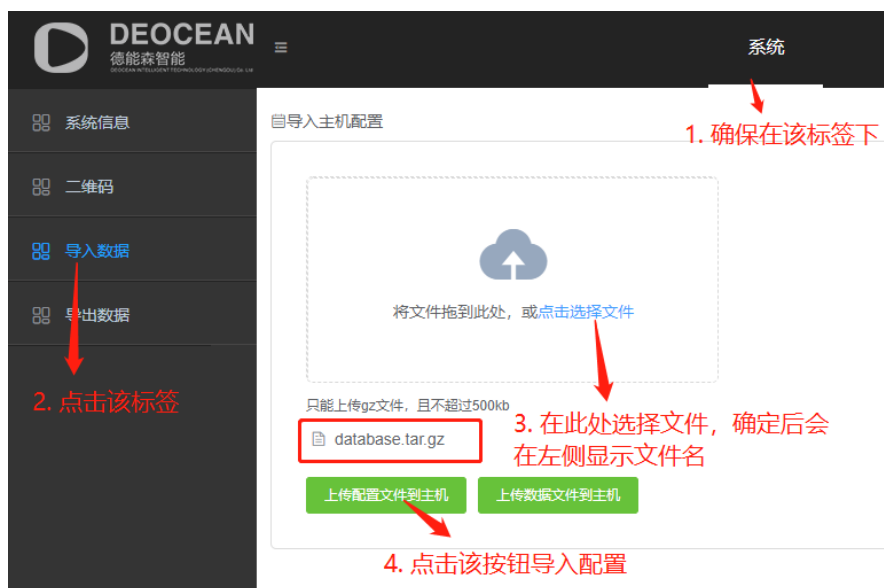 DEOCEAN
德能森智能
DEOCEAN INTELLIGENT TECHNOLOGY (CHENGDU) Co. Ltd
系统
1. 确保在该标签下
系统信息
二维码
导入数据
导出数据
2. 点击该标签
导入主机配置
将文件拖到此处，或点击选择文件
只能上传gz文件，且不超过500kb
3. 在此处选择文件，确定后会
在左侧显示文件名
database.tar.gz
上传配置文件到主机
上传数据文件到主机
4. 点击该按钮导入配置